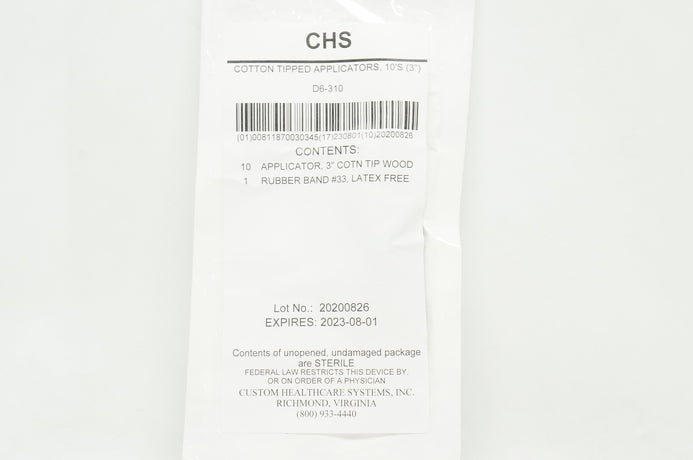 CHS
COTTON TIPPED APPLICATORS, 10'S (3")
D6-310
(01)00811870030345(17)230801(10)20200826
CONTENTS:
10 APPLICATOR, 3" COTN TIP WOOD
1 RUBBER BAND #33, LATEX FREE
Lot No.: 20200826
EXPIRES: 2023-08-01
Contents of unopened, undamaged package
are STERILE
FEDERAL LAW RESTRICTS THIS DEVICE BY,
OR ON ORDER OF A PHYSICIAN
CUSTOM HEALTHCARE SYSTEMS, INC.
RICHMOND, VIRGINIA
(800) 933-4440